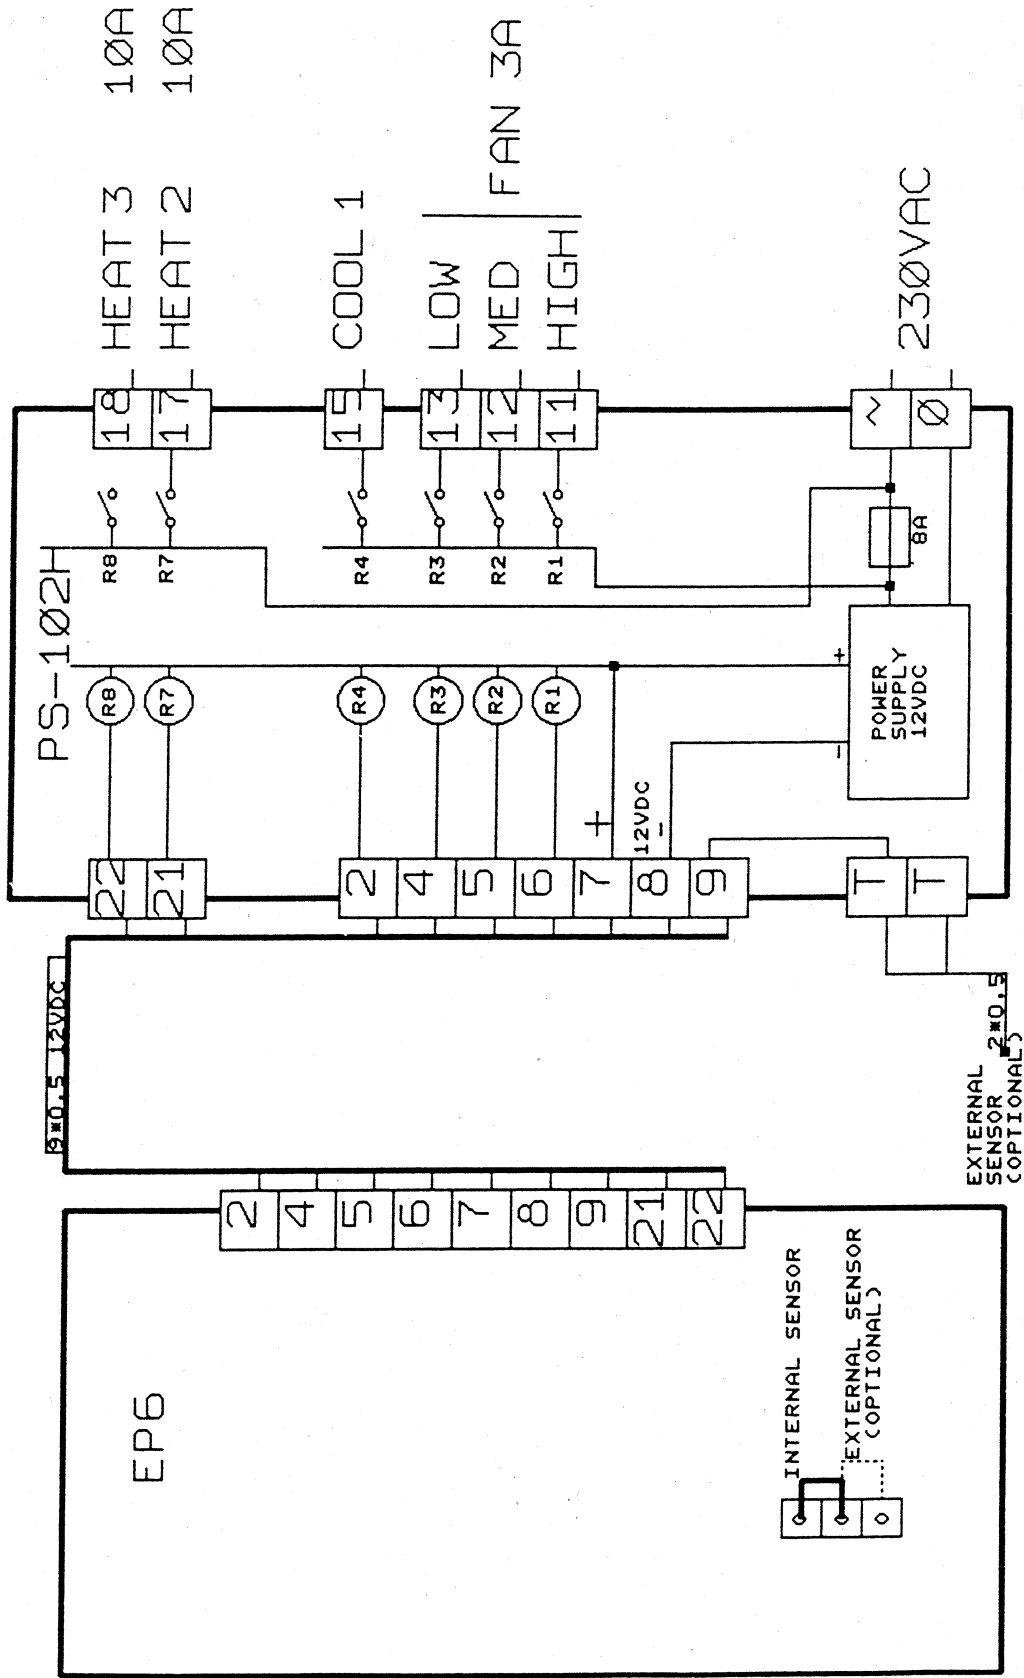 HEAT 3 10A
HEAT 2 10A
COOL 1
LOW
MED
HIGH
FAN 3A
230VAC
18
17
15
13
12
11
~
0
PS-102H
R8
R7
R4
R3
R2
R1
8A
R8
R7
R4
R3
R2
R1
+
-
POWER
SUPPLY
12VDC
+
12VDC
-
22
21
2
4
5
6
7
8
9
T
T
9*0.5 12VDC
EXTERNAL
SENSOR 2*0.5
(OPTIONAL)
2
4
5
6
7
8
9
21
22
EP6
INTERNAL SENSOR
EXTERNAL SENSOR
(OPTIONAL)